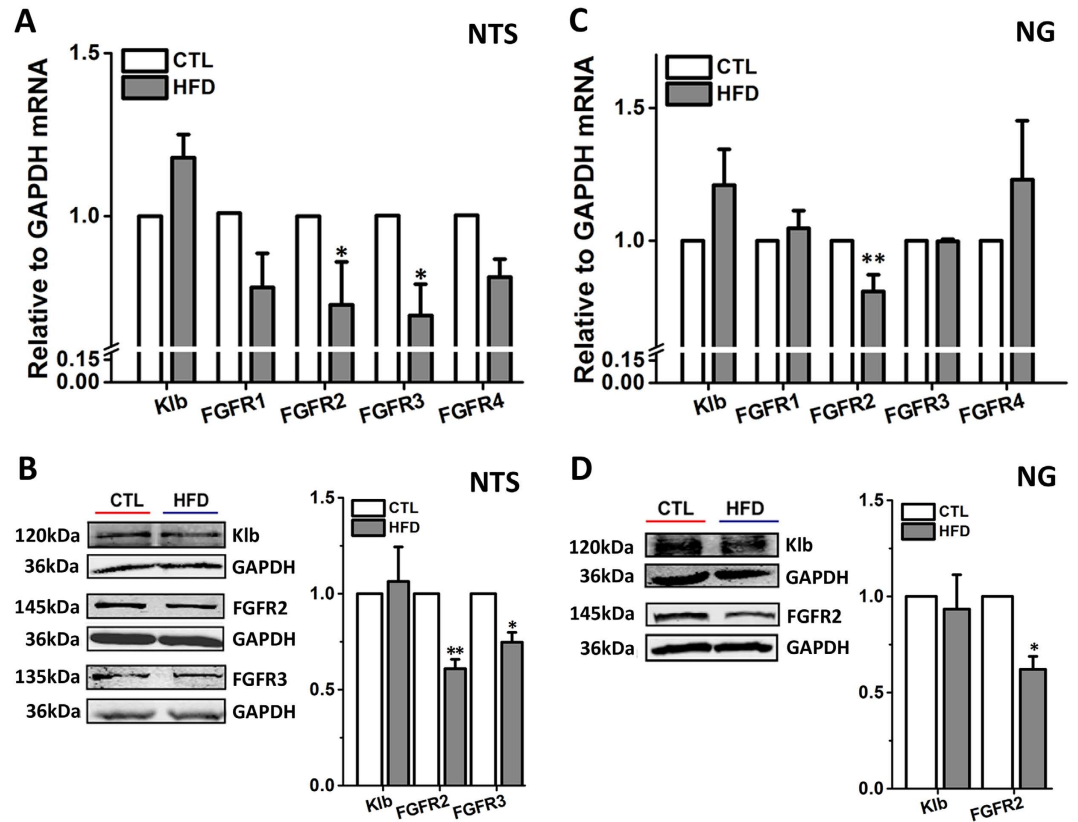 A
NTS
Relative to GAPDH mRNA
CTL
HFD
1.5
1.0
0.15
0.00
*
*
Klb
FGFR1
FGFR2
FGFR3
FGFR4
C
NG
Relative to GAPDH mRNA
CTL
HFD
1.5
1.0
0.15
0.00
**
Klb
FGFR1
FGFR2
FGFR3
FGFR4
B
NTS
CTL HFD
120kDa Klb
36kDa GAPDH
145kDa FGFR2
36kDa GAPDH
135kDa FGFR3
36kDa GAPDH
CTL
HFD
1.5
1.0
0.5
0.0
**
*
Klb
FGFR2
FGFR3
D
NG
CTL HFD
120kDa Klb
36kDa GAPDH
145kDa FGFR2
36kDa GAPDH
CTL
HFD
1.5
1.0
0.5
0.0
*
Klb
FGFR2